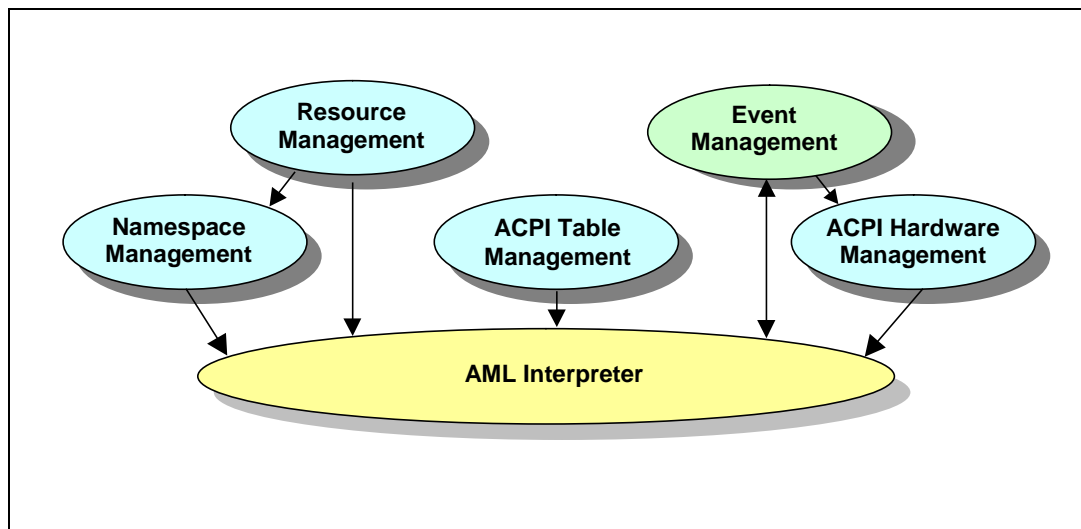 Resource
Management
Event
Management
Namespace
Management
ACPI Table
Management
ACPI Hardware
Management
AML Interpreter